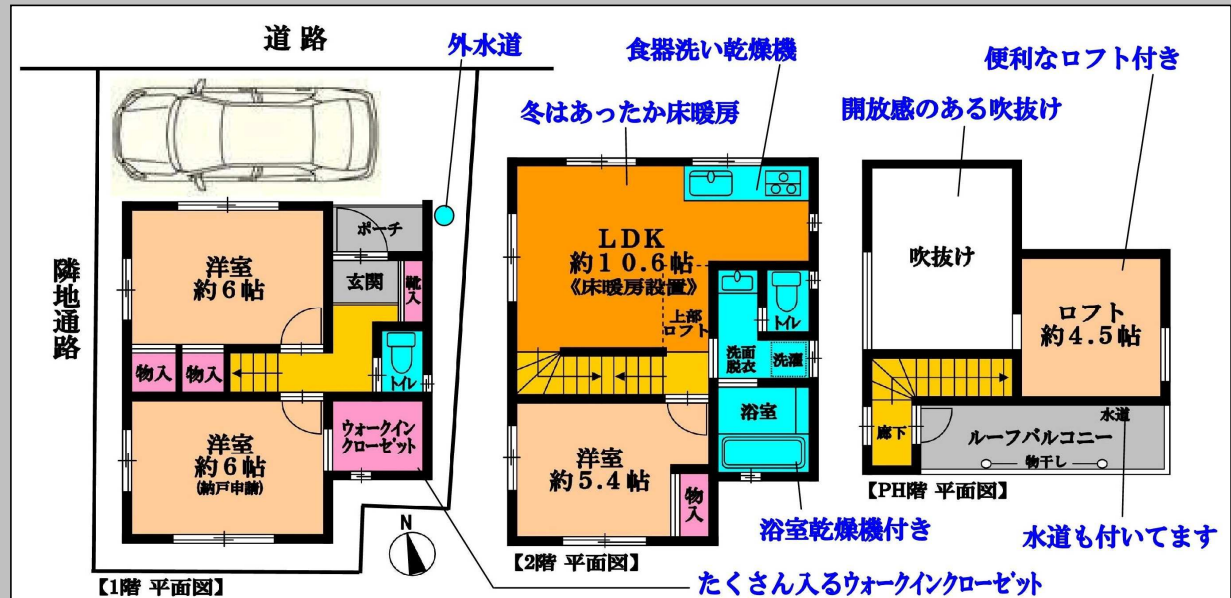 道路
外水道
食器洗い乾燥機
便利なロフト付き
冬はあったか床暖房
開放感のある吹抜け
隣地通路
洋室
約6帖
ポーチ
玄関
靴入
物入
物入
トイレ
洋室
約6帖
(納戸申請)
ウォークイン
クローゼット
N
【1階 平面図】
LDK
約10.6帖
《床暖房設置》
上部
ロフト
洗面
脱衣
トイレ
洗濯
浴室
洋室
約5.4帖
物入
【2階 平面図】
浴室乾燥機付き
たくさん入るウォークインクローゼット
吹抜け
ロフト
約4.5帖
廊下
水道
ルーフバルコニー
物干し
【PH階 平面図】
水道も付いてます